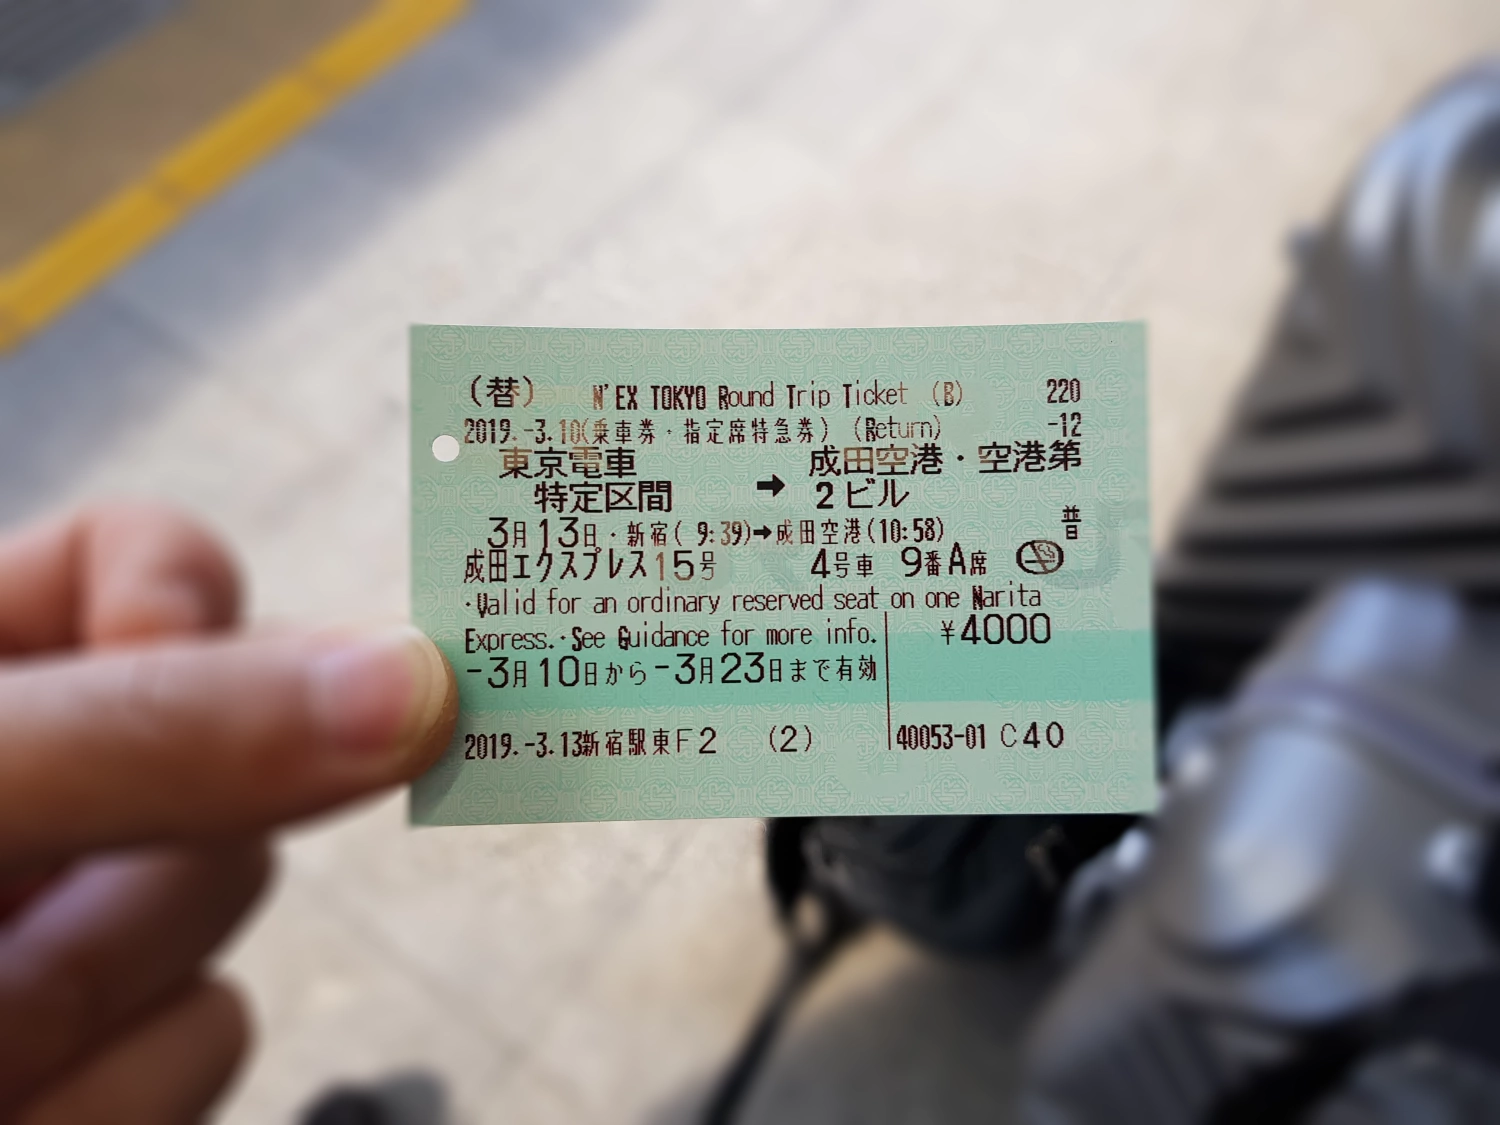 (替) N'EX TOKYO Round Trip Ticket (B) 220
2019.-3.10(乗車券・指定席特急券) (Return) -12
東京電車 ➡ 成田空港・空港第
特定区間 2ビル
普
3月13日・新宿( 9:39)➡成田空港(10:58)
成田エクスプレス15号 4号車 9番A席
・Valid for an ordinary reserved seat on one Narita
Express.・See Guidance for more info. ¥4000
-3月10日から-3月23日まで有効
2019.-3.13新宿駅東F2 (2) 40053-01 C40